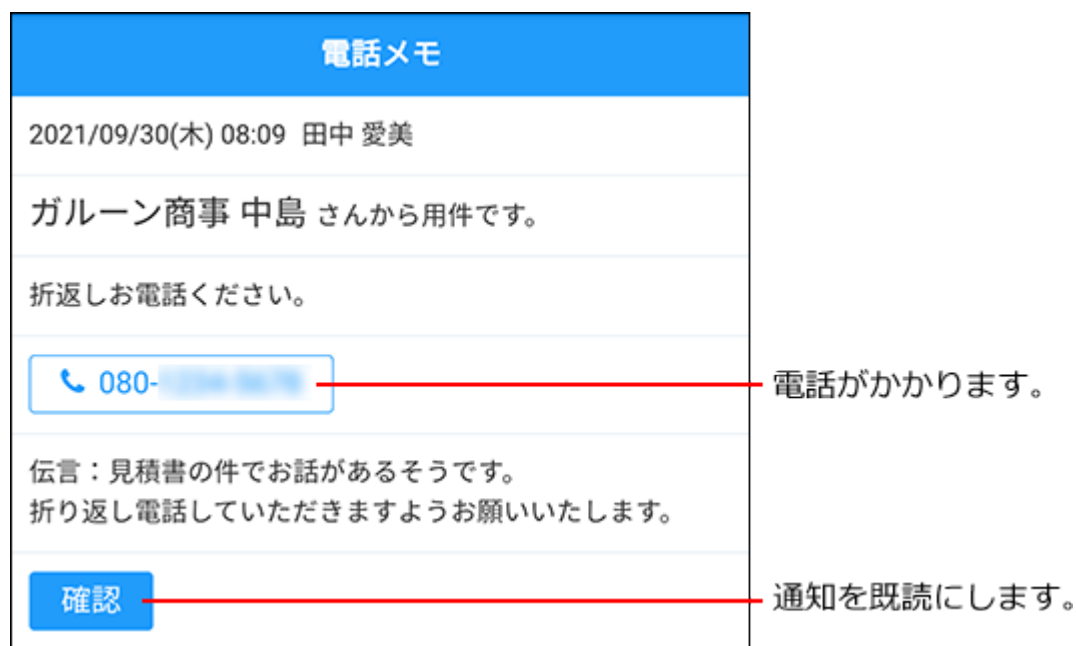 電話メモ
2021/09/30(木) 08:09 田中 愛美
ガルーン商事 中島 さんから用件です。
折返しお電話ください。
080-
電話がかかります。
伝言：見積書の件でお話があるそうです。
折り返し電話していただきますようお願いいたします。
確認
通知を既読にします。